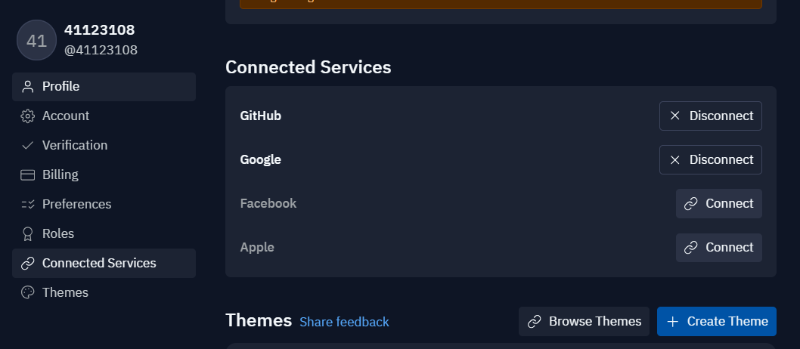 41
41123108
@41123108
Profile
Account
Verification
Billing
Preferences
Roles
Connected Services
Themes
Connected Services
GitHub
Disconnect
Google
Disconnect
Facebook
Connect
Apple
Connect
Themes Share feedback
Browse Themes
Create Theme